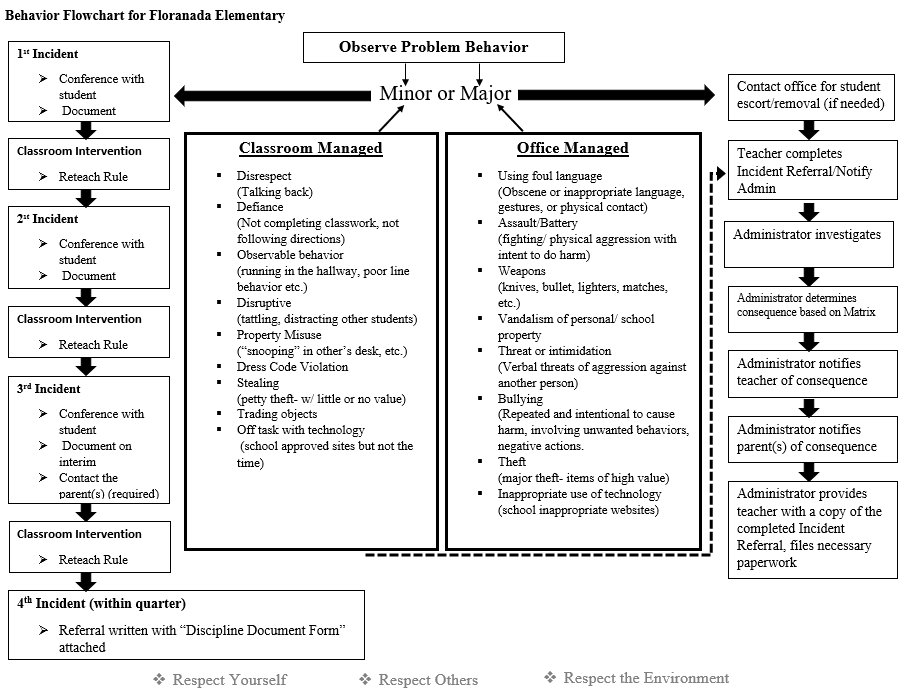 Behavior Flowchart for Floranada Elementary
Observe Problem Behavior
Minor or Major
1st Incident
➢ Conference with
student
➢ Document
Classroom Intervention
➢ Reteach Rule
2st Incident
➢ Conference with
student
➢ Document
Classroom Intervention
➢ Reteach Rule
3rd Incident
➢ Conference with
student
➢ Document on
interim
➢ Contact the
parent(s) (required)
Classroom Intervention
➢ Reteach Rule
4th Incident (within quarter)
➢ Referral written with “Discipline Document Form”
attached
Classroom Managed
▪ Disrespect
(Talking back)
▪ Defiance
(Not completing classwork, not
following directions)
▪ Observable behavior
(running in the hallway, poor line
behavior etc.)
▪ Disruptive
(tattling, distracting other students)
▪ Property Misuse
(“snooping” in other’s desk, etc.)
▪ Dress Code Violation
▪ Stealing
(petty theft- w/ little or no value)
▪ Trading objects
▪ Off task with technology
(school approved sites but not the
time)
Office Managed
▪ Using foul language
(Obscene or inappropriate language,
gestures, or physical contact)
▪ Assault/Battery
(fighting/ physical aggression with
intent to do harm)
▪ Weapons
(knives, bullet, lighters, matches,
etc.)
▪ Vandalism of personal/ school
property
▪ Threat or intimidation
(Verbal threats of aggression against
another person)
▪ Bullying
(Repeated and intentional to cause
harm, involving unwanted behaviors,
negative actions.
▪ Theft
(major theft- items of high value)
▪ Inappropriate use of technology
(school inappropriate websites)
Contact office for student
escort/removal (if needed)
Teacher completes
Incident Referral/Notify
Admin
Administrator investigates
Administrator determines
consequence based on Matrix
Administrator notifies
teacher of consequence
Administrator notifies
parent(s) of consequence
Administrator provides
teacher with a copy of the
completed Incident
Referral, files necessary
paperwork
❖ Respect Yourself ❖ Respect Others ❖ Respect the Environment